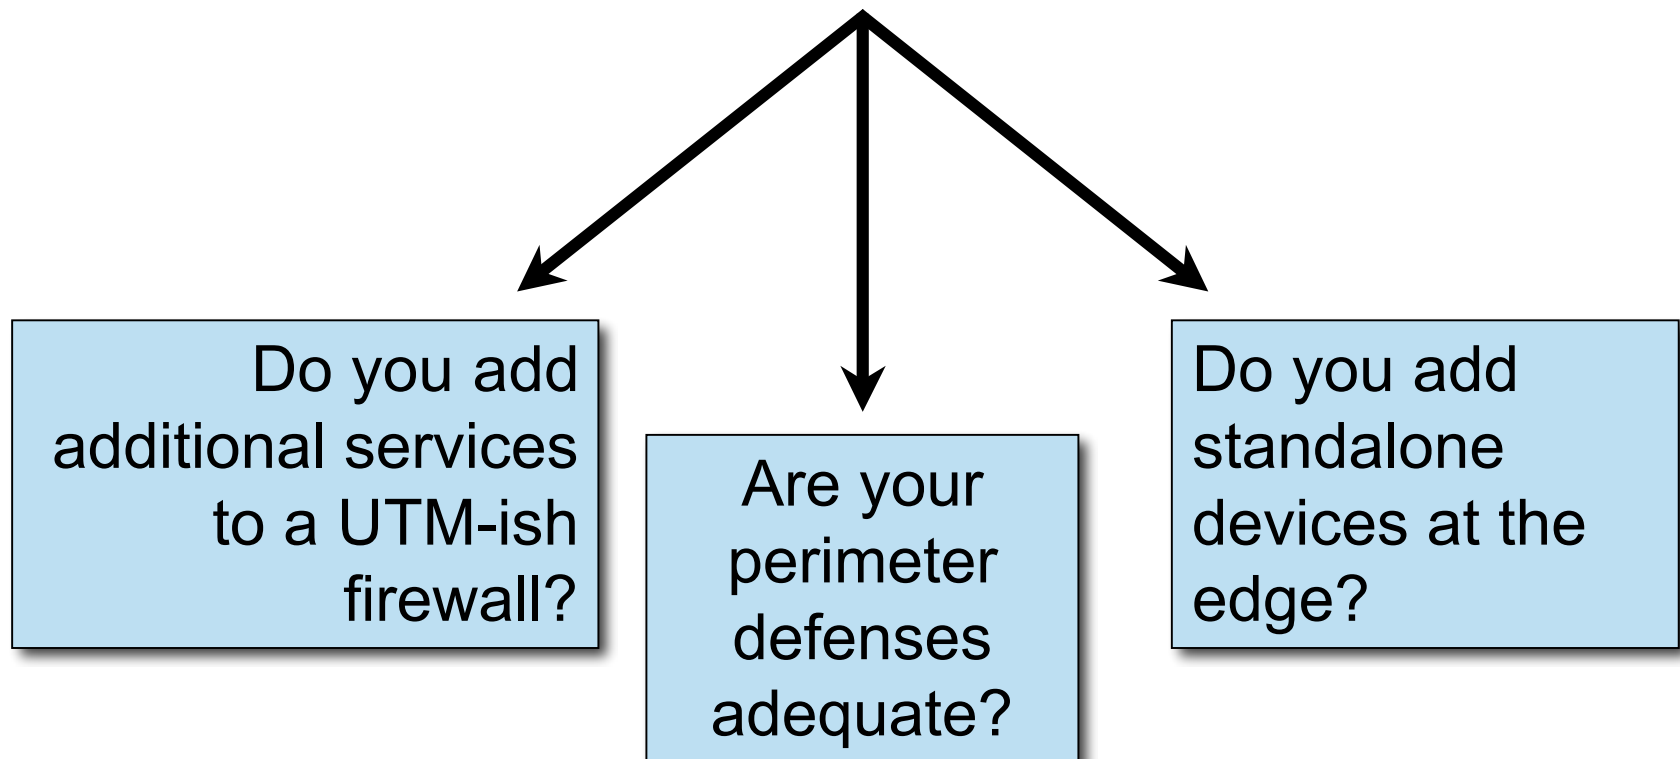 Do you add
additional services
to a UTM-ish
firewall?
Are your
perimeter
defenses
adequate?
Do you add
standalone
devices at the
edge?